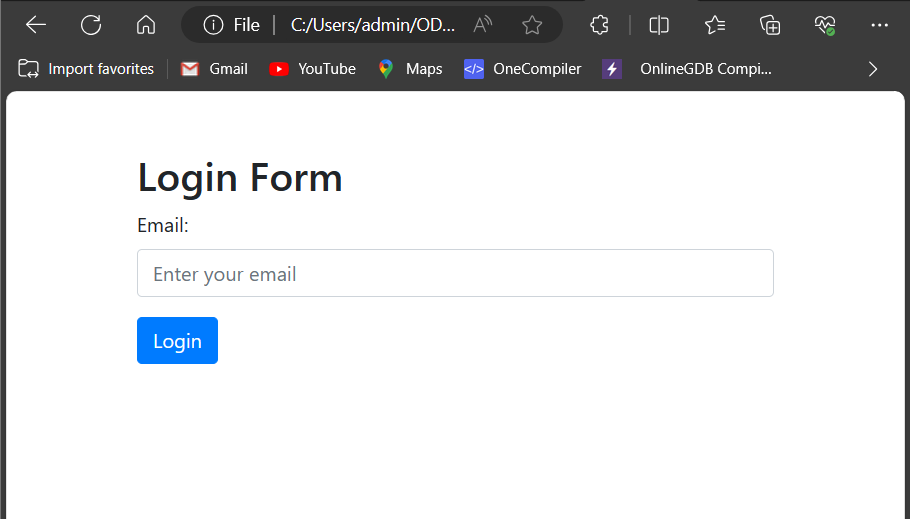 File C:/Users/admin/OD...
Import favorites Gmail YouTube Maps OneCompiler OnlineGDB Compi...
Login Form
Email:
Enter your email
Login